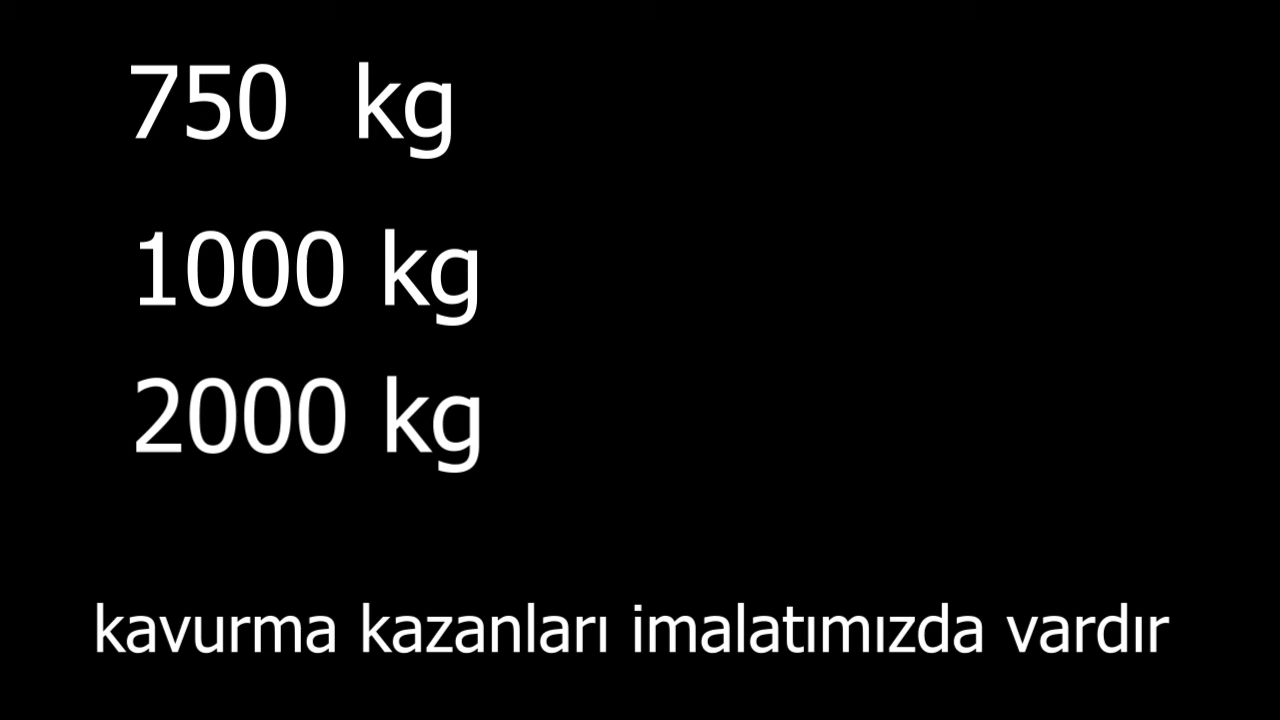 750 kg
1000 kg
2000 kg
kavurma kazanları imalatımızda vardır